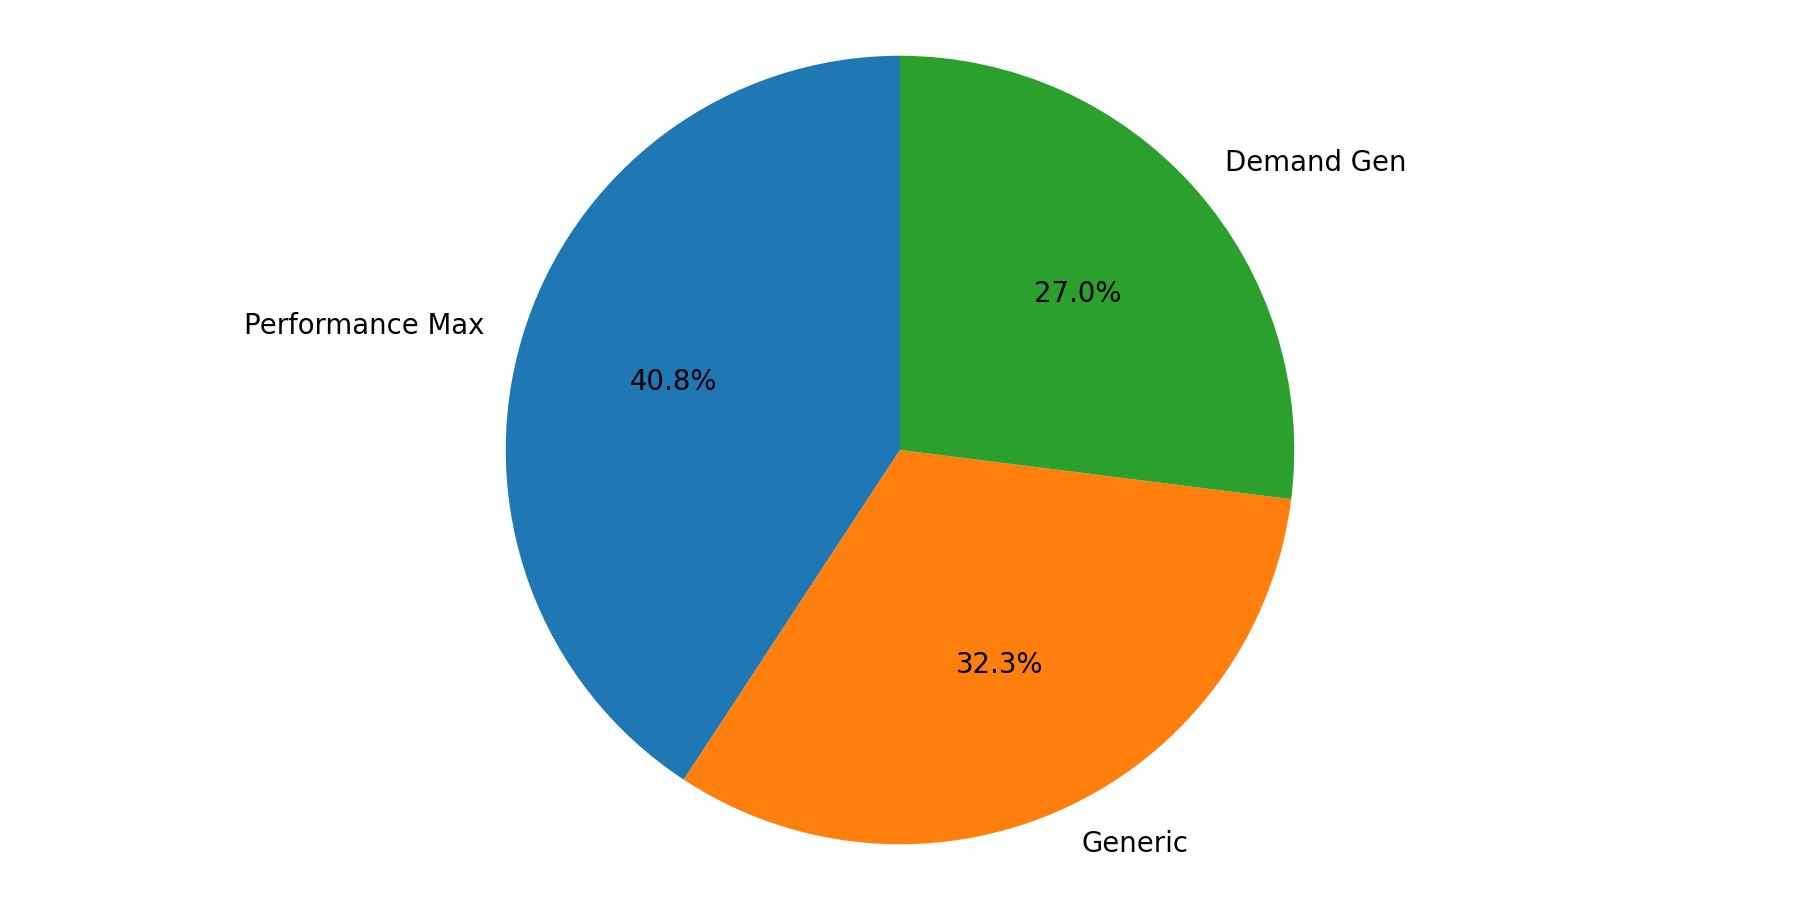 Demand Gen
27.0%
Performance Max
40.8%
32.3%
Generic